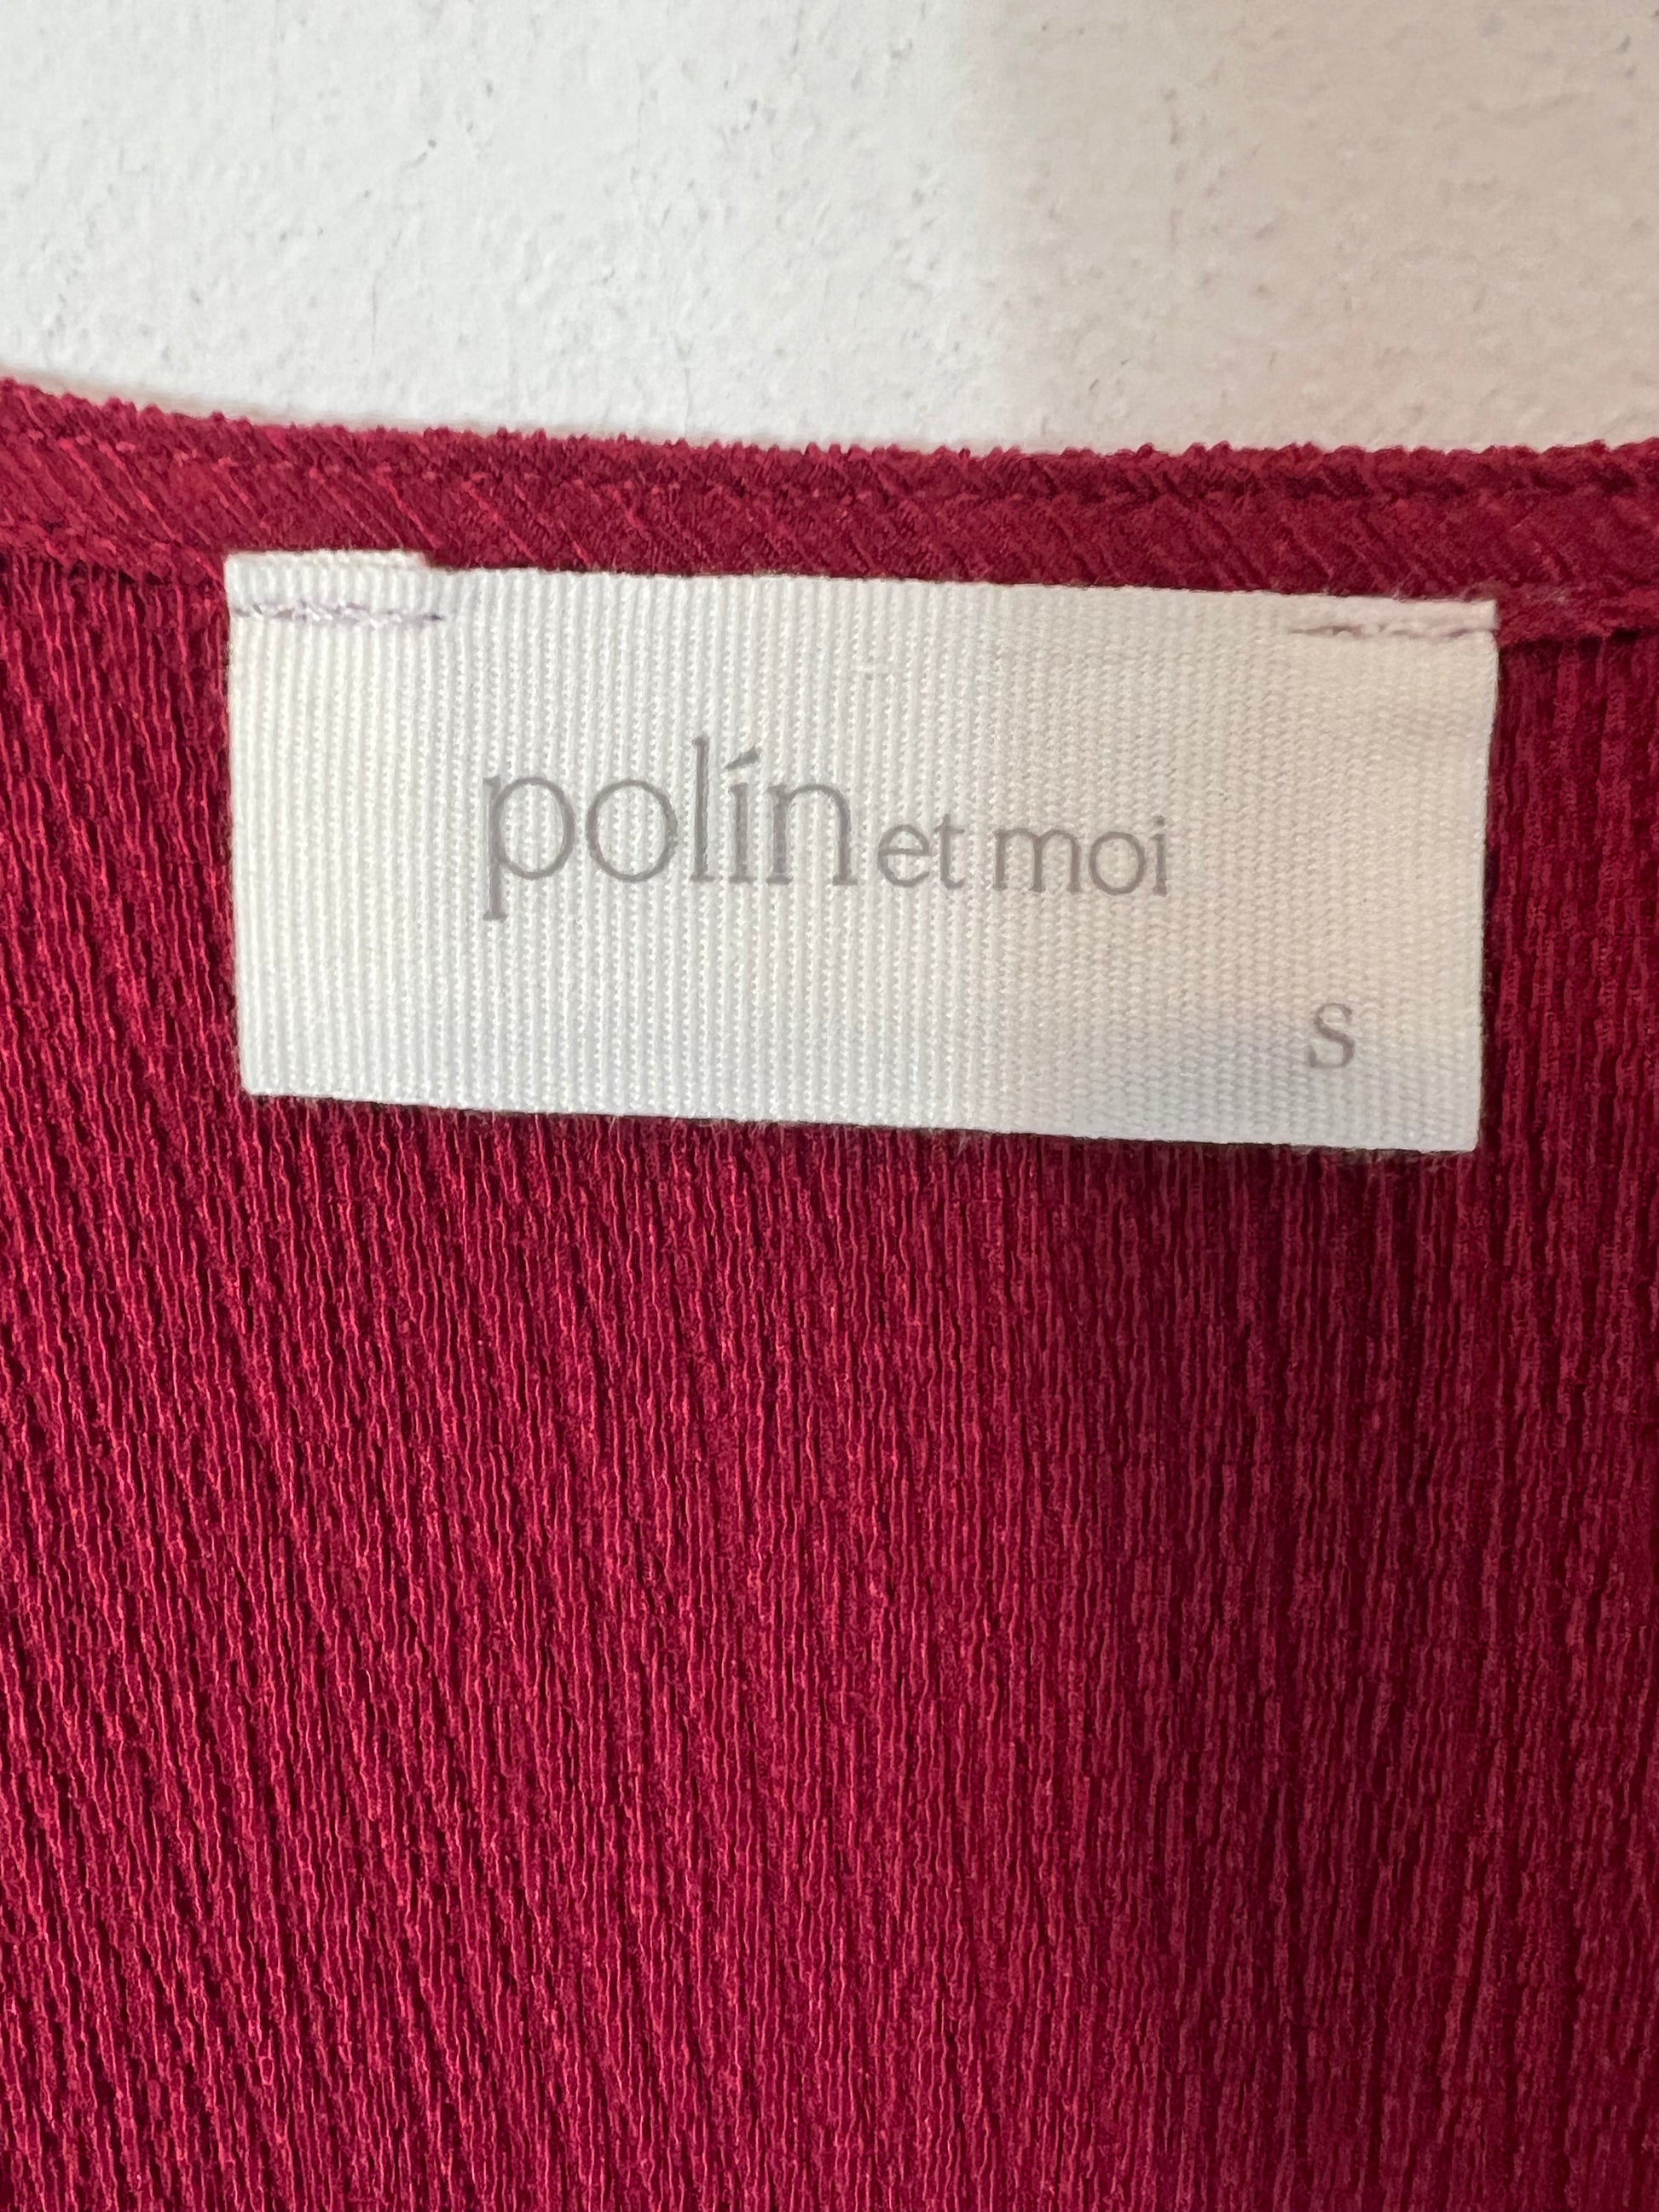 polín et moi
S